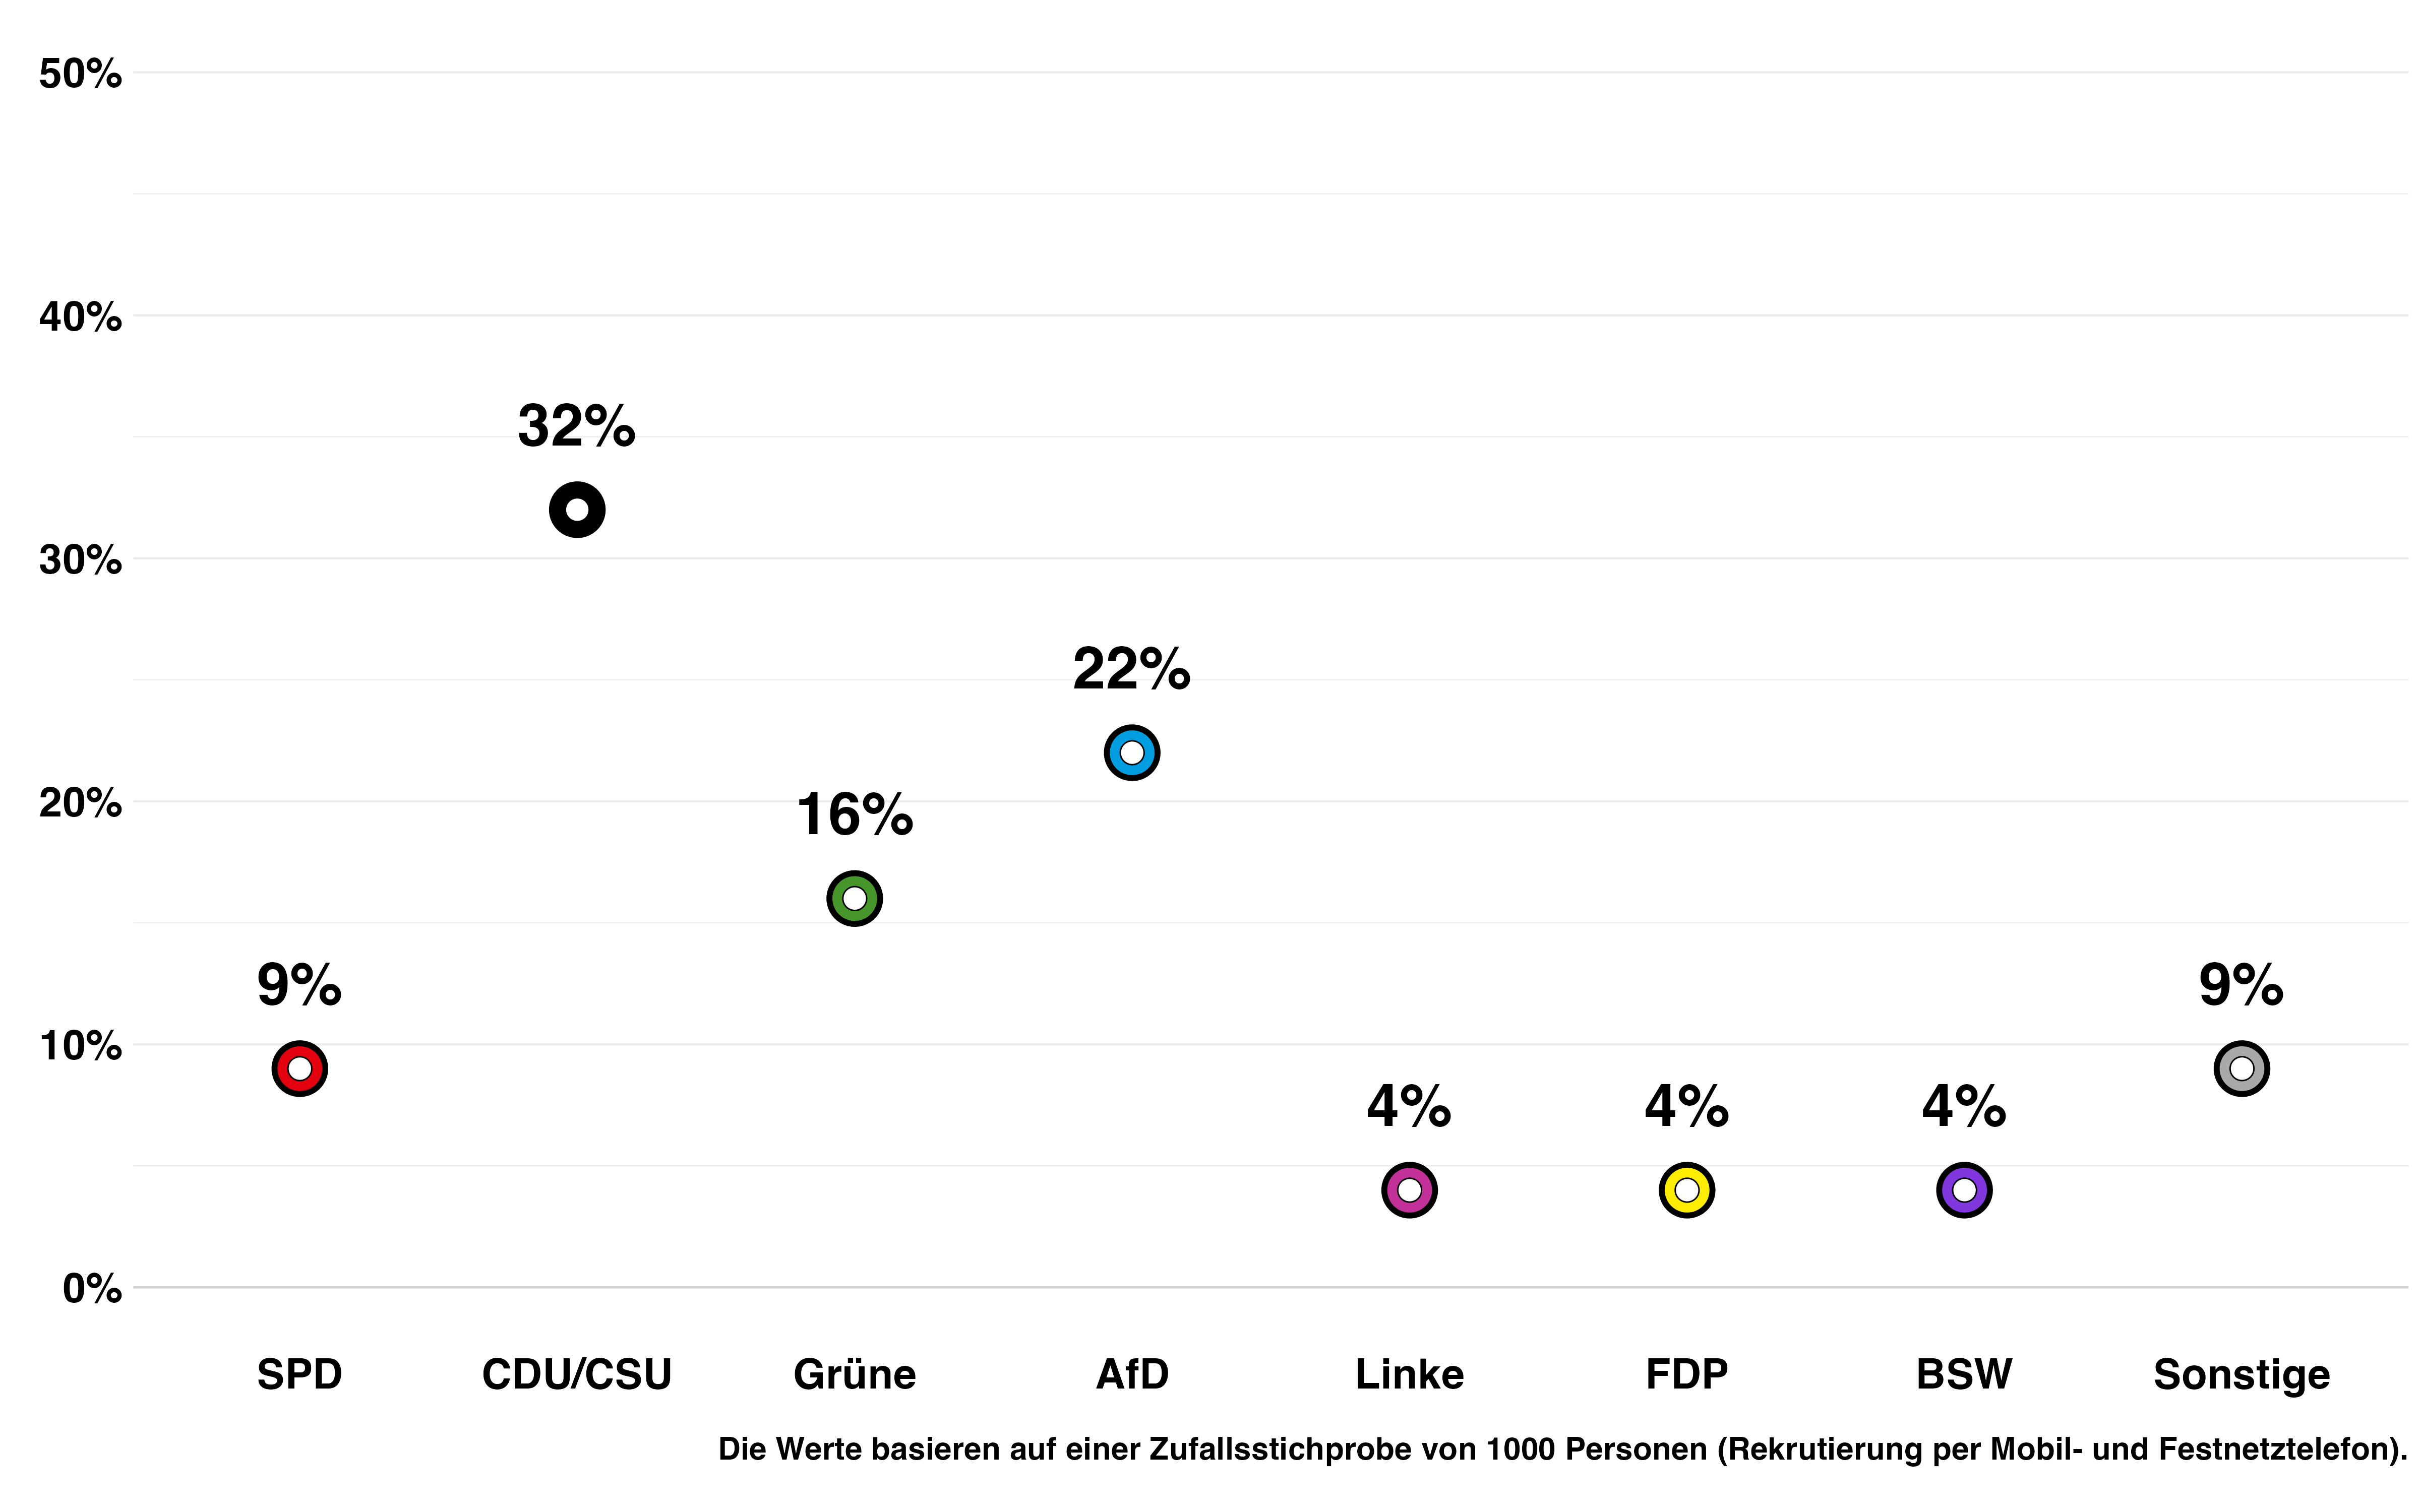 50%
40%
32%
30%
22%
20%
16%
9%
9%
10%
4%
4%
4%
0%
SPD
CDU/CSU
Grüne
AfD
Linke
FDP
BSW
Sonstige
Die Werte basieren auf einer Zufallsstichprobe von 1000 Personen (Rekrutierung per Mobil- und Festnetztelefon).